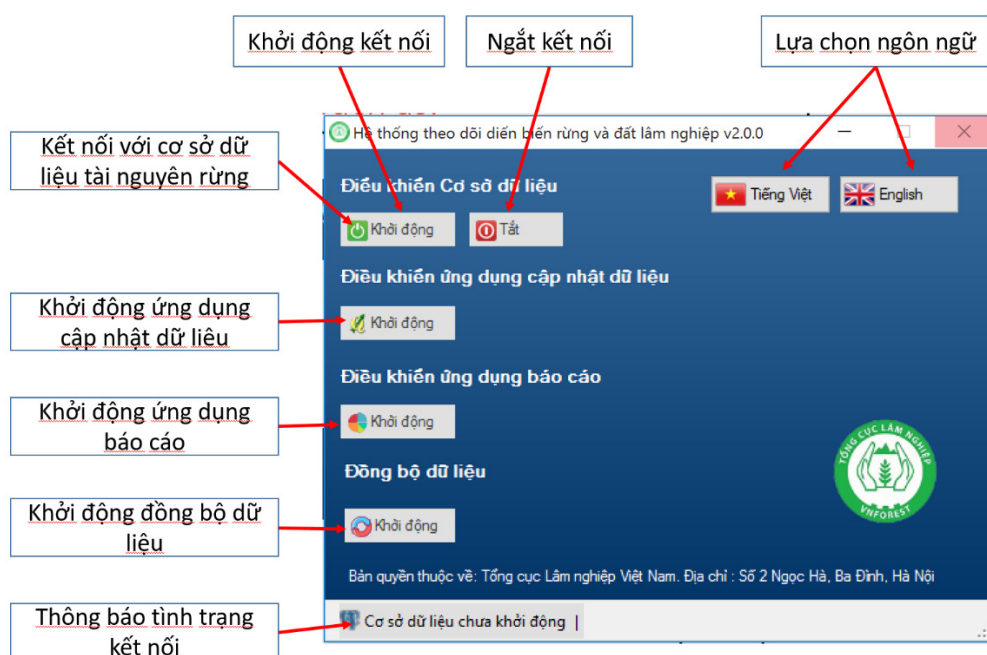 Khởi động kết nối
Ngắt kết nối
Lựa chọn ngôn ngữ
Kết nối với cơ sở dữ
liệu tài nguyên rừng
Hệ thống theo dõi diễn biến rừng và đất lâm nghiệp v2.0.0
Điều khiển Cơ sở dữ liệu
Tiếng Việt
English
Khởi động
Tắt
Điều khiển ứng dụng cập nhật dữ liệu
Khởi động ứng dụng
cập nhật dữ liêu
Khởi động
Điều khiển ứng dụng báo cáo
Khởi động ứng dụng
báo cáo
Khởi động
TỔNG CỤC LÂM NGHIỆP
VNFOREST
Đồng bộ dữ liệu
Khởi động đồng bộ dữ
liệu
Khởi động
Bản quyền thuộc về: Tổng cục Lâm nghiệp Việt Nam. Địa chỉ : Số 2 Ngọc Hà, Ba Đình, Hà Nội
Thông báo tình trạng
kết nối
Cơ sở dữ liệu chưa khởi động |